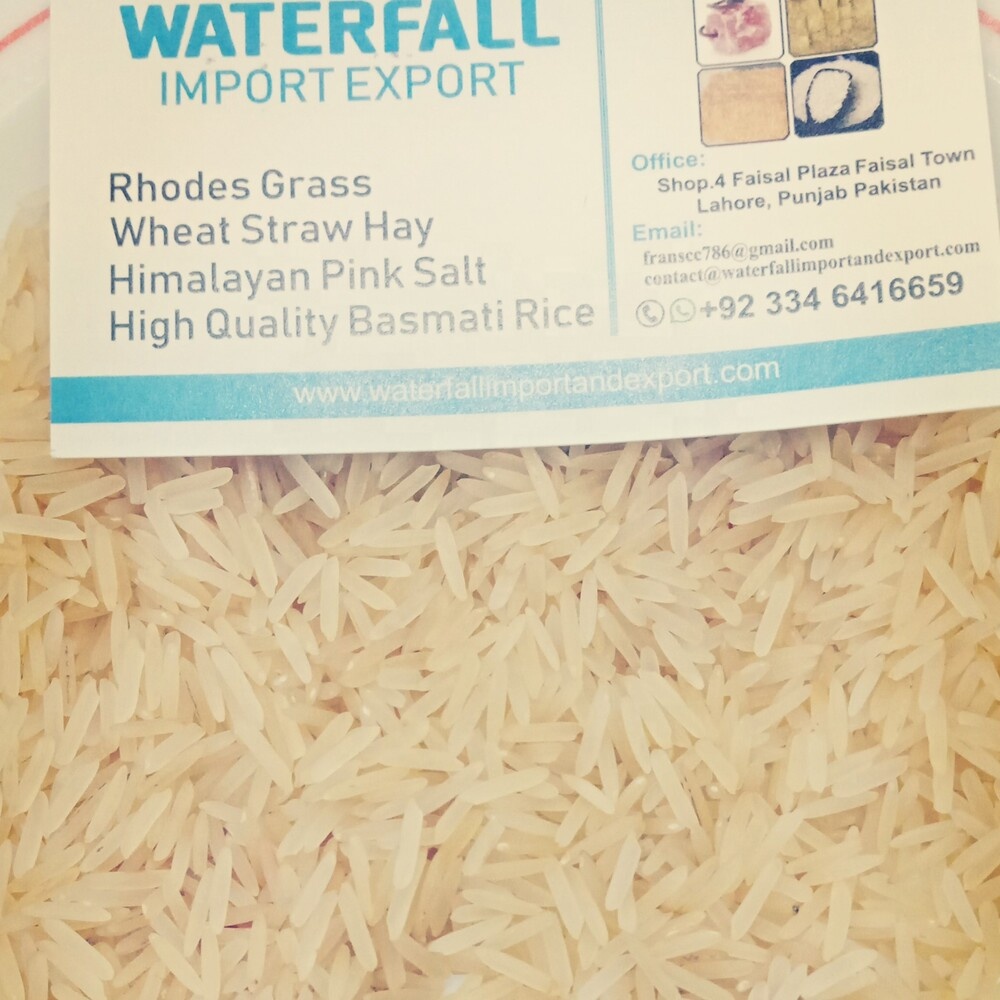 WATERFALL
IMPORT EXPORT
Rhodes Grass
Wheat Straw Hay
Himalayan Pink Salt
High Quality Basmati Rice
Office:
Shop.4 Faisal Plaza Faisal Town
Lahore, Punjab Pakistan
Email:
franscc786@gmail.com
contact@waterfallimportandexport.com
+92 334 6416659
www.waterfallimportandexport.com